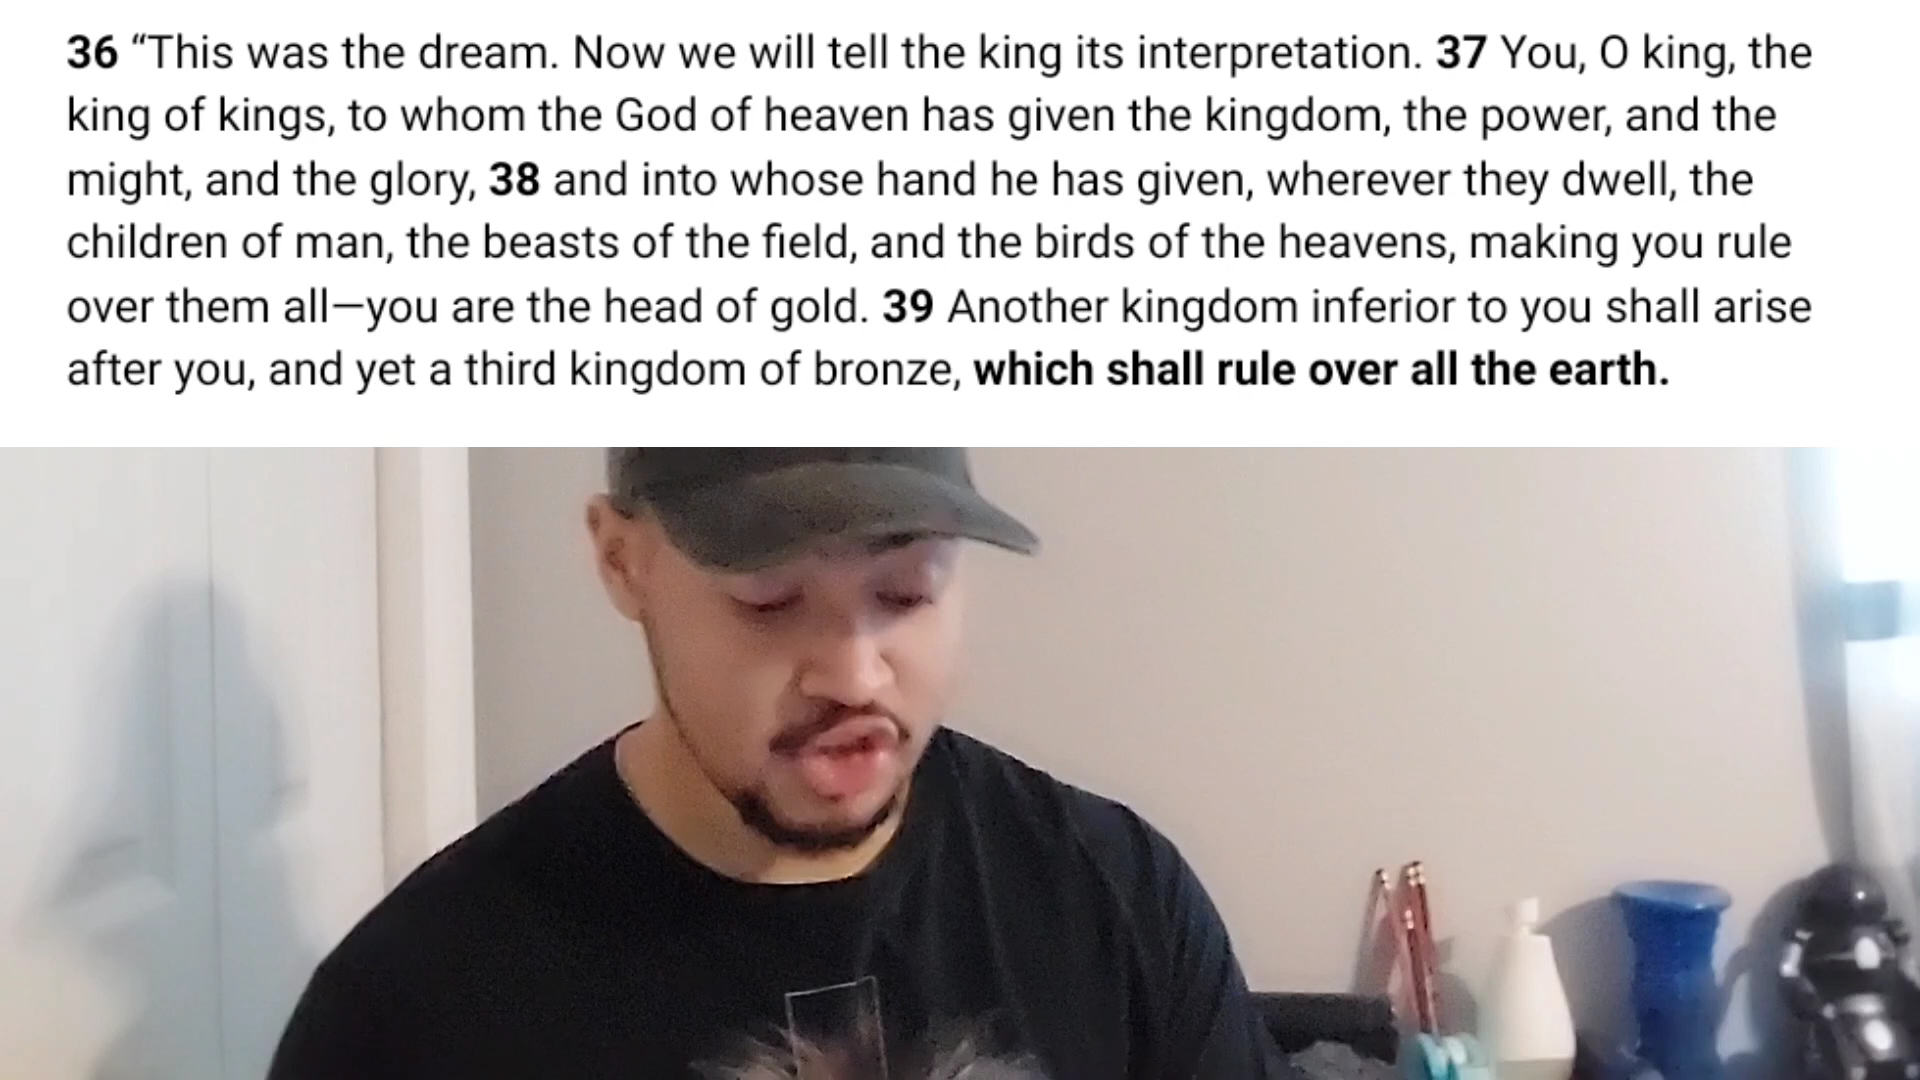 36 “This was the dream. Now we will tell the king its interpretation. 37 You, O king, the
king of kings, to whom the God of heaven has given the kingdom, the power, and the
might, and the glory, 38 and into whose hand he has given, wherever they dwell, the
children of man, the beasts of the field, and the birds of the heavens, making you rule
over them all—you are the head of gold. 39 Another kingdom inferior to you shall arise
after you, and yet a third kingdom of bronze, which shall rule over all the earth.